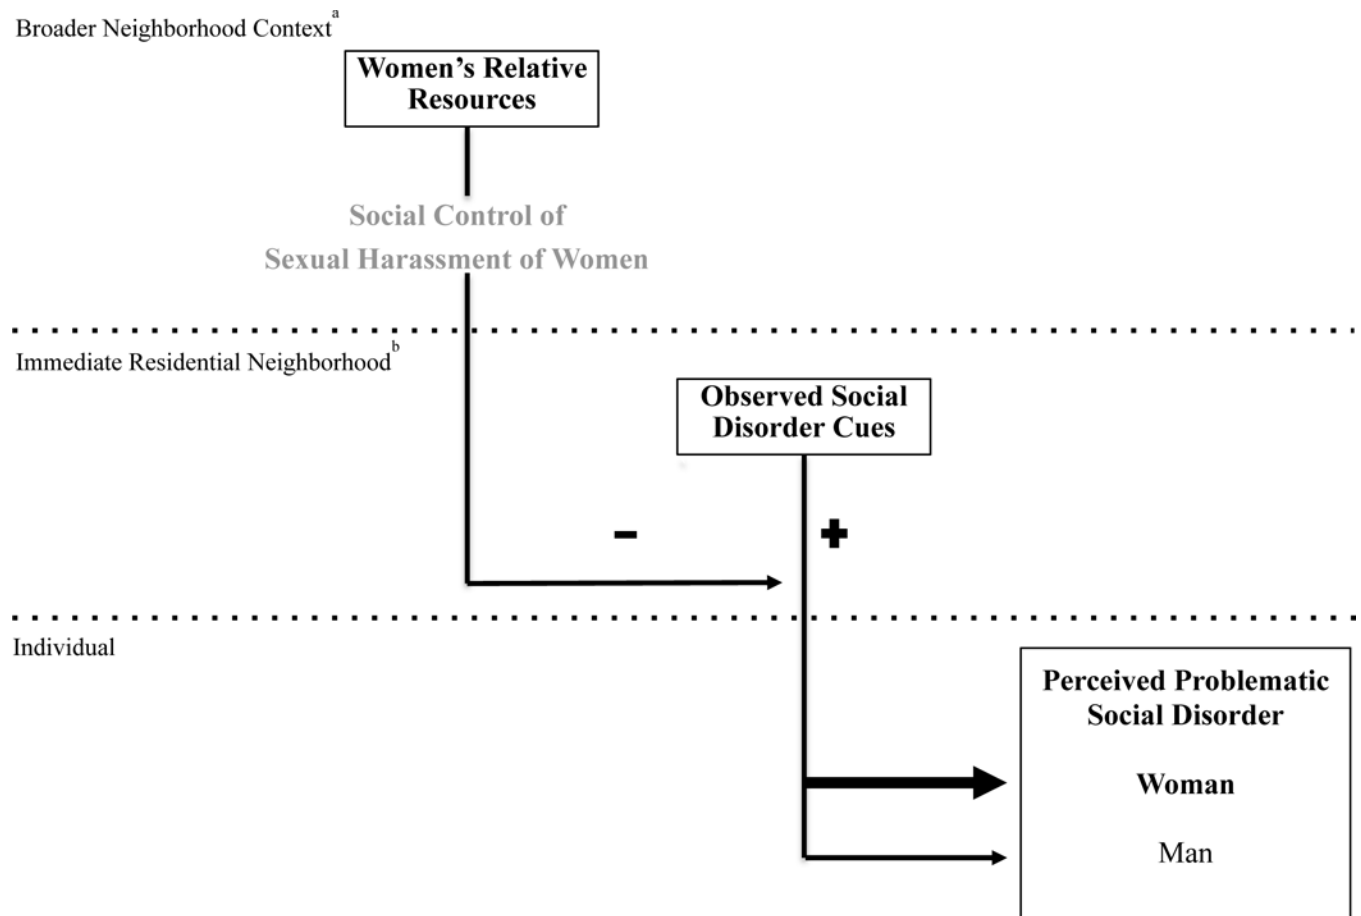 Broader Neighborhood Context a
Women’s Relative
Resources
Social Control of
Sexual Harassment of Women
Immediate Residential Neighborhood b
Observed Social
Disorder Cues
- +
Individual
Perceived Problematic
Social Disorder
Woman
Man